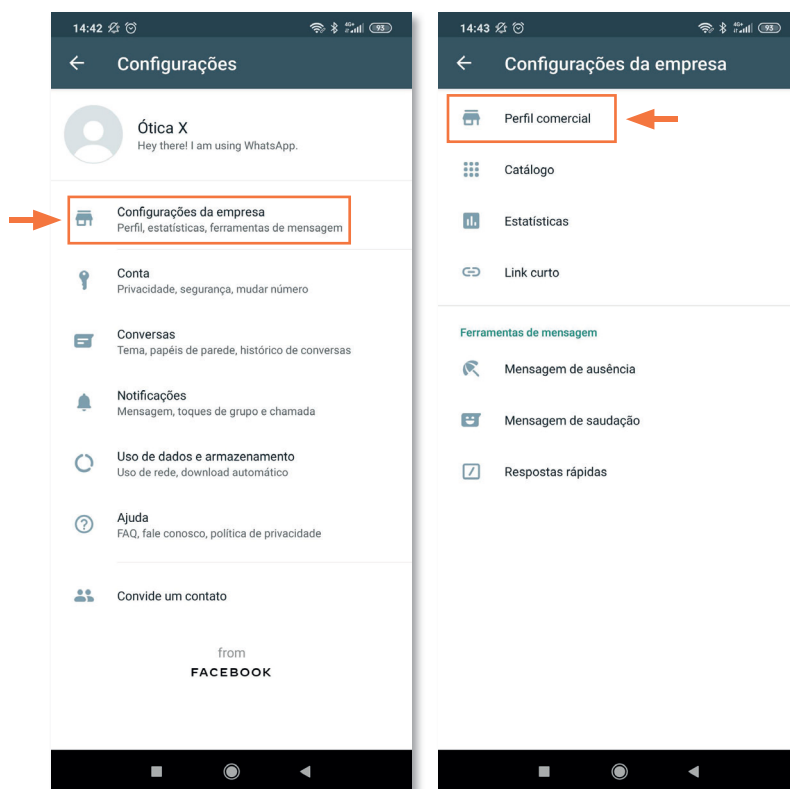 14:42
4G+
93
Configurações
Ótica X
Hey there! I am using WhatsApp.
Configurações da empresa
Perfil, estatísticas, ferramentas de mensagem
Conta
Privacidade, segurança, mudar número
Conversas
Tema, papéis de parede, histórico de conversas
Notificações
Mensagem, toques de grupo e chamada
Uso de dados e armazenamento
Uso de rede, download automático
Ajuda
FAQ, fale conosco, política de privacidade
Convide um contato
from
FACEBOOK
14:43
4G+
93
Configurações da empresa
Perfil comercial
Catálogo
Estatísticas
Link curto
Ferramentas de mensagem
Mensagem de ausência
Mensagem de saudação
Respostas rápidas